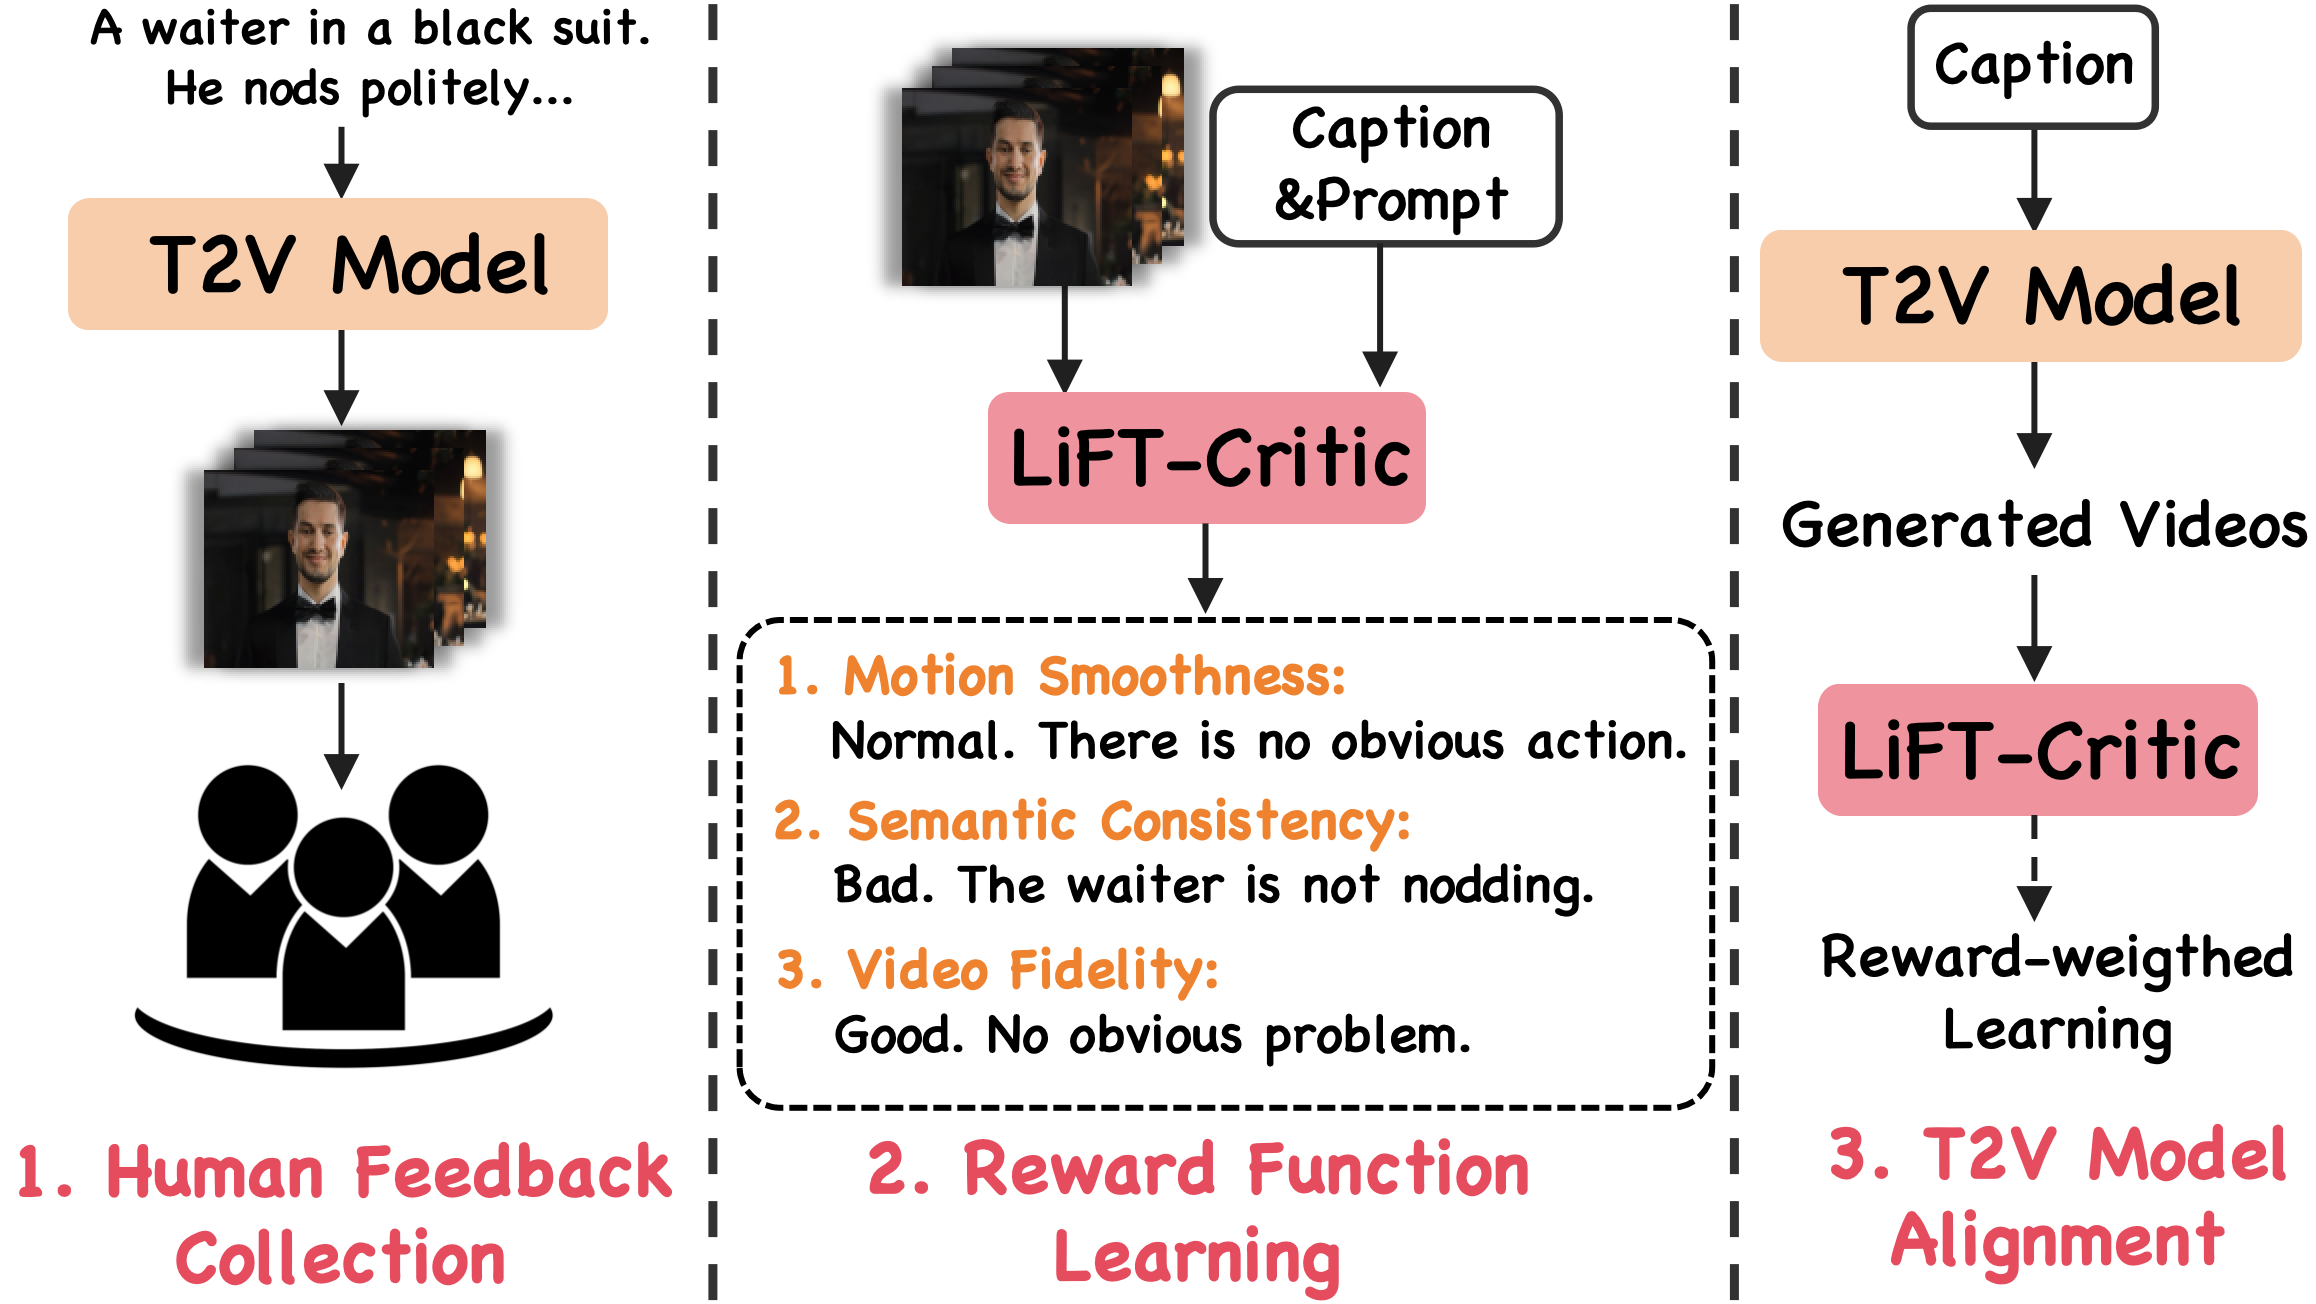 A waiter in a black suit.
He nods politely...
T2V Model
1. Human Feedback
Collection
Caption
&Prompt
LiFT-Critic
1. Motion Smoothness:
Normal. There is no obvious action.
2. Semantic Consistency:
Bad. The waiter is not nodding.
3. Video Fidelity:
Good. No obvious problem.
2. Reward Function
Learning
Caption
T2V Model
Generated Videos
LiFT-Critic
Reward-weigthed
Learning
3. T2V Model
Alignment